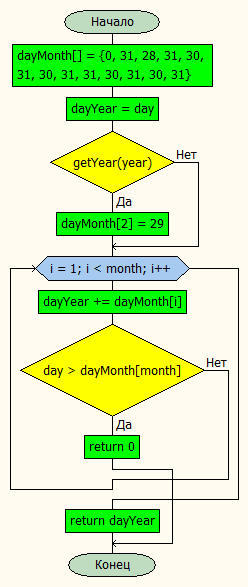 Начало
dayMonth[] = {0, 31, 28, 31, 30,
31, 30, 31, 31, 30, 31, 30, 31}
dayYear = day
getYear(year)
Нет
Да
dayMonth[2] = 29
i = 1; i < month; i++
dayYear += dayMonth[i]
Нет
day > dayMonth[month]
Да
return 0
return dayYear
Конец